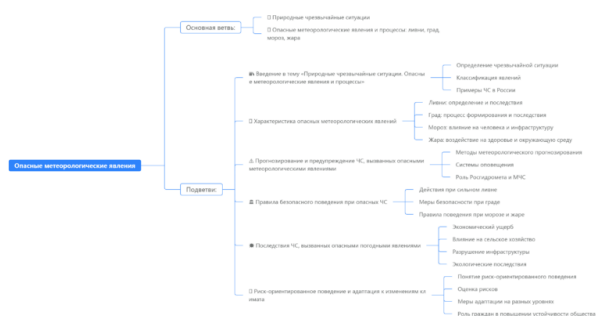 Опасные метеорологические явления
Основная ветвь:
Природные чрезвычайные ситуации
Опасные метеорологические явления и процессы: ливни, град,
мороз, жара
Подветви:
Введение в тему «Природные чрезвычайные ситуации. Опасны
е метеорологические явления и процессы»
Определение чрезвычайной ситуации
Классификация явлений
Примеры ЧС в России
Характеристика опасных метеорологических явлений
Ливни: определение и последствия
Град: процесс формирования и последствия
Мороз: влияние на человека и инфраструктуру
Жара: воздействие на здоровье и окружающую среду
Прогнозирование и предупреждение ЧС, вызванных опасными
метеорологическими явлениями
Методы метеорологического прогнозирования
Системы оповещения
Роль Росгидромета и МЧС
Правила безопасного поведения при опасных ЧС
Действия при сильном ливне
Меры безопасности при граде
Правила поведения при морозе и жаре
Последствия ЧС, вызванных опасными погодными явлениями
Экономический ущерб
Влияние на сельское хозяйство
Разрушение инфраструктуры
Экологические последствия
Риск-ориентированное поведение и адаптация к изменениям кл
имата
Понятие риск-ориентированного поведения
Оценка рисков
Меры адаптации на разных уровнях
Роль граждан в повышении устойчивости общества